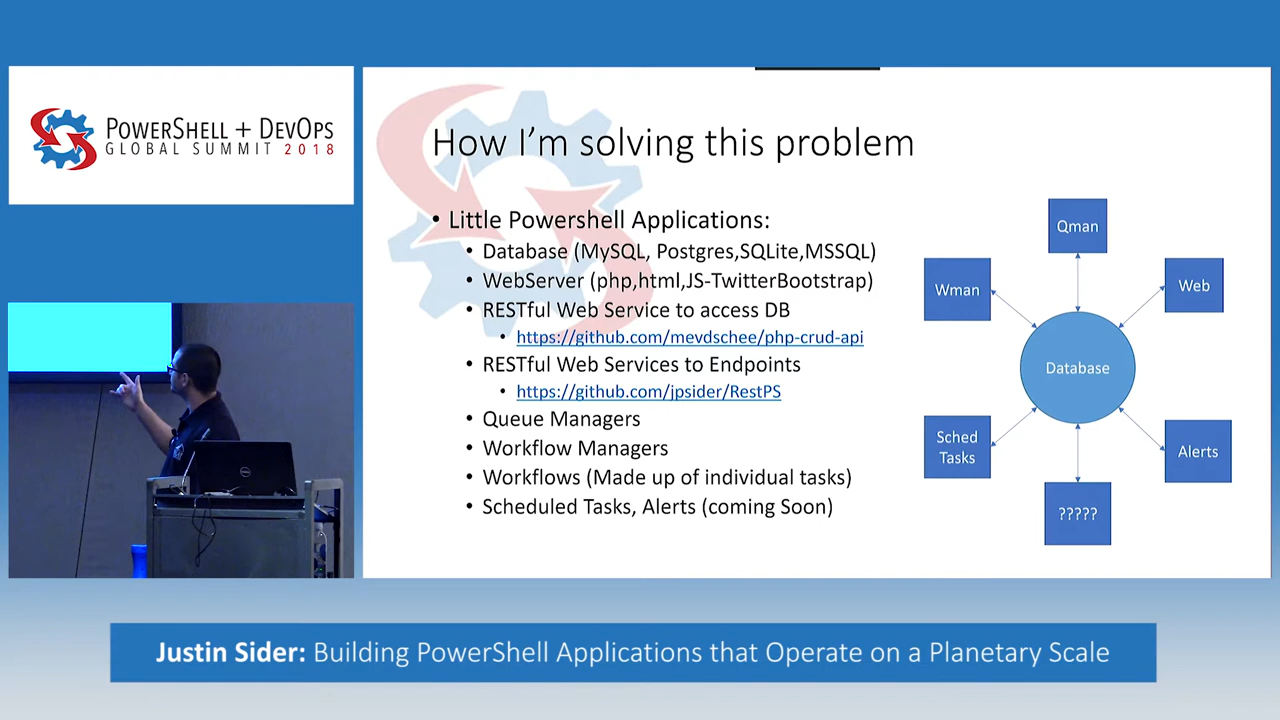 POWERSHELL + DEVOPS
GLOBAL SUMMIT 2018
How I'm solving this problem
• Little Powershell Applications:
• Database (MySQL, Postgres,SQLite,MSSQL)
• WebServer (php,html,JS-TwitterBootstrap)
• RESTful Web Service to access DB
• https://github.com/mevdschee/php-crud-api
• RESTful Web Services to Endpoints
• https://github.com/jpsider/RestPS
• Queue Managers
• Workflow Managers
• Workflows (Made up of individual tasks)
• Scheduled Tasks, Alerts (coming Soon)
Qman
Wman
Web
Database
Sched
Tasks
Alerts
?????
DELL
Justin Sider: Building PowerShell Applications that Operate on a Planetary Scale